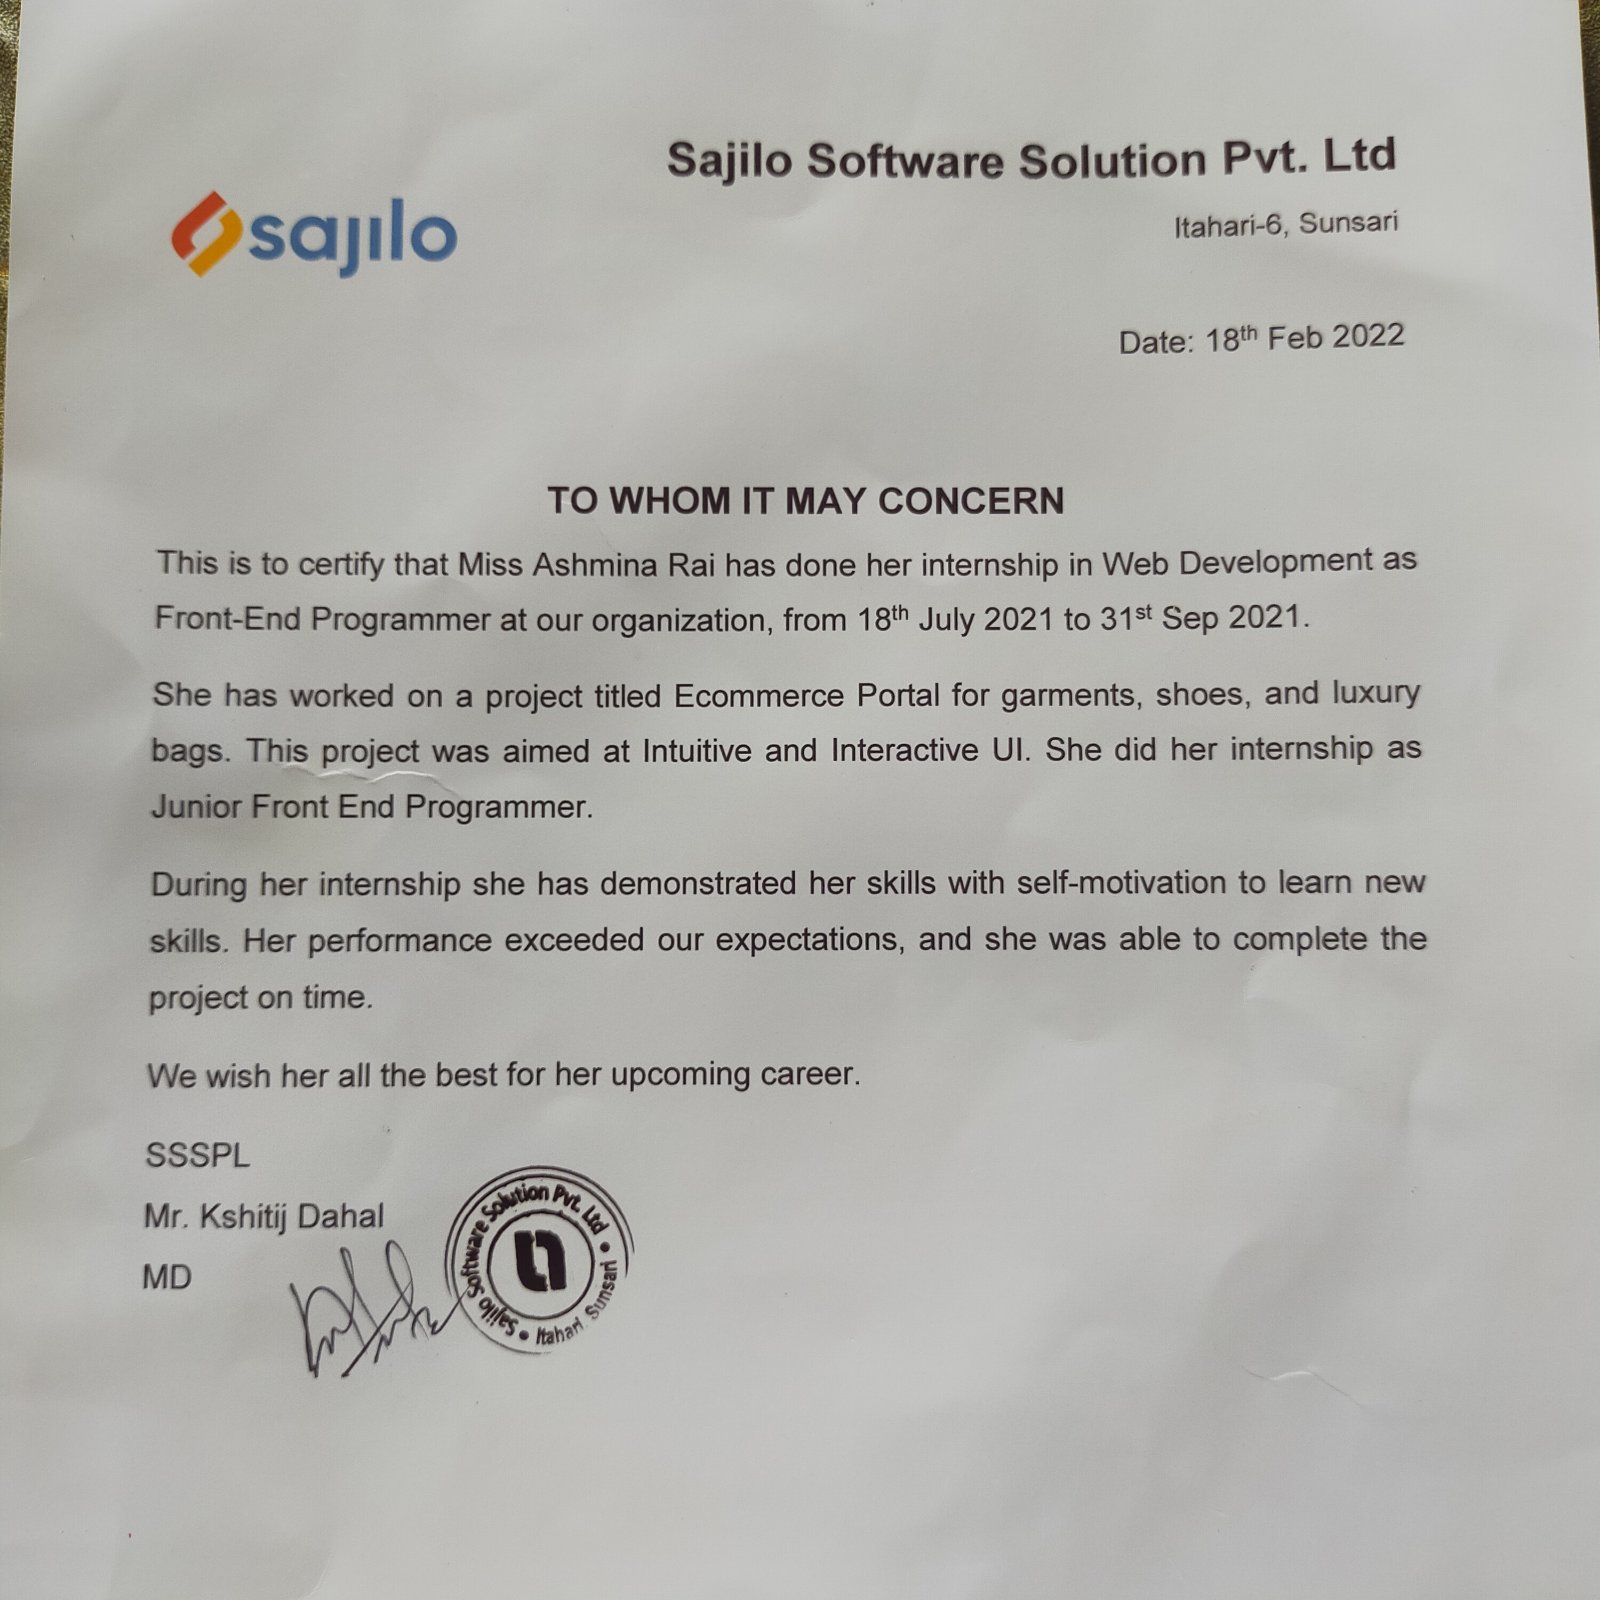 Sajilo Software Solution Pvt. Ltd
sajilo
Itahari-6, Sunsari
Date: 18th Feb 2022
TO WHOM IT MAY CONCERN
This is to certify that Miss Ashmina Rai has done her internship in Web Development as
Front-End Programmer at our organization, from 18th July 2021 to 31st Sep 2021.
She has worked on a project titled Ecommerce Portal for garments, shoes, and luxury
bags. This project was aimed at Intuitive and Interactive UI. She did her internship as
Junior Front End Programmer.
During her internship she has demonstrated her skills with self-motivation to learn new
skills. Her performance exceeded our expectations, and she was able to complete the
project on time.
We wish her all the best for her upcoming career.
SSSPL
Mr. Kshitij Dahal
MD
Sajilo Software Solution Pvt. Ltd
Itahari Sunsari